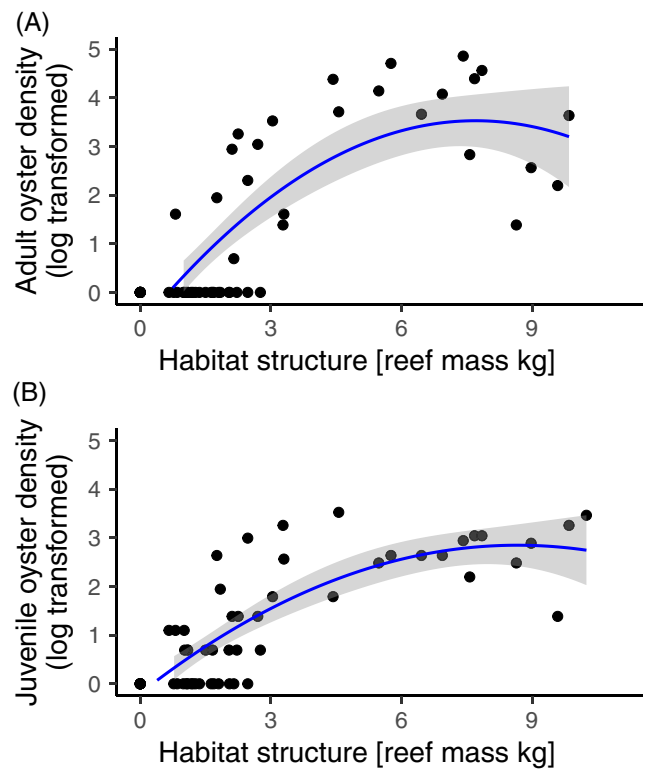 (A)
Adult oyster density
(log transformed)
5
4
3
2
1
0
0 3 6 9
Habitat structure [reef mass kg]
(B)
Juvenile oyster density
(log transformed)
5
4
3
2
1
0
0 3 6 9
Habitat structure [reef mass kg]